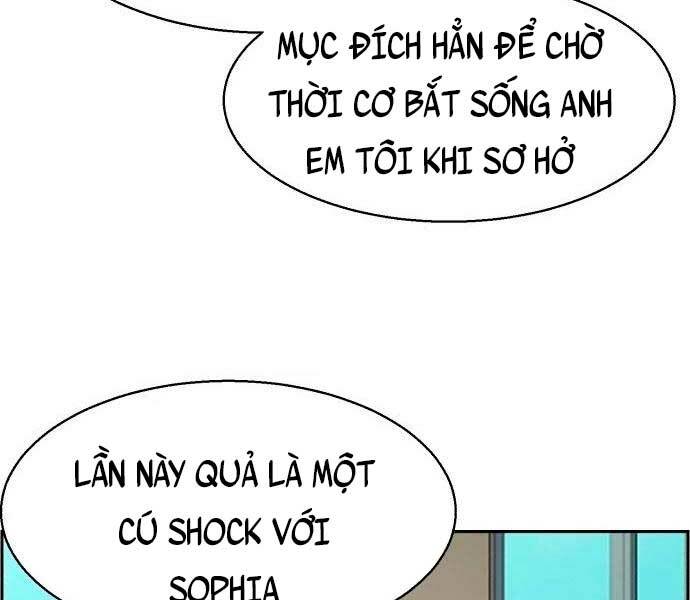 MỤC ĐÍCH HẲN ĐỂ CHỜ
THỜI CƠ BẮT SỐNG ANH
EM TÔI KHI SƠ HỞ
LẦN NÀY QUẢ LÀ MỘT
CÚ SHOCK VỚI
SOPHIA